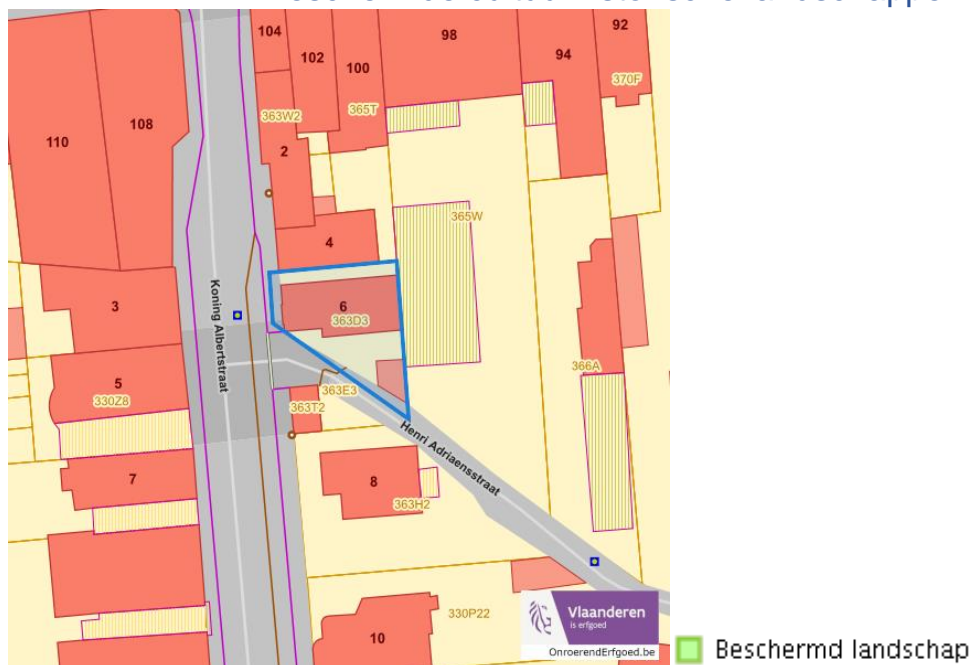 104
102
100
98
94
92
370F
365T
363W2
110
108
2
365W
4
6
363D3
3
Koning Albertstraat
5
330Z8
363E3
363T2
366A
Henri Adriaensstraat
7
8
363H2
330P22
10
Vlaanderen
is erfgoed
OnroerendErfgoed.be
Beschermd landschap